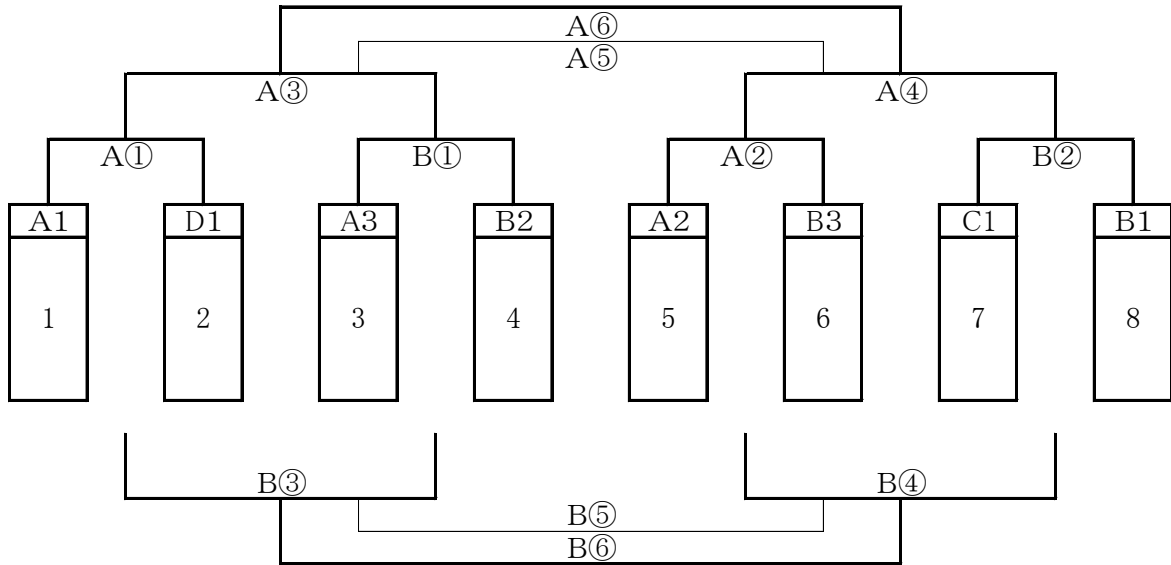 A⑥
A⑤
A③ A④
A① B① A② B②
A1 D1 A3 B2 A2 B3 C1 B1
1 2 3 4 5 6 7 8
B③ B④
B⑤
B⑥